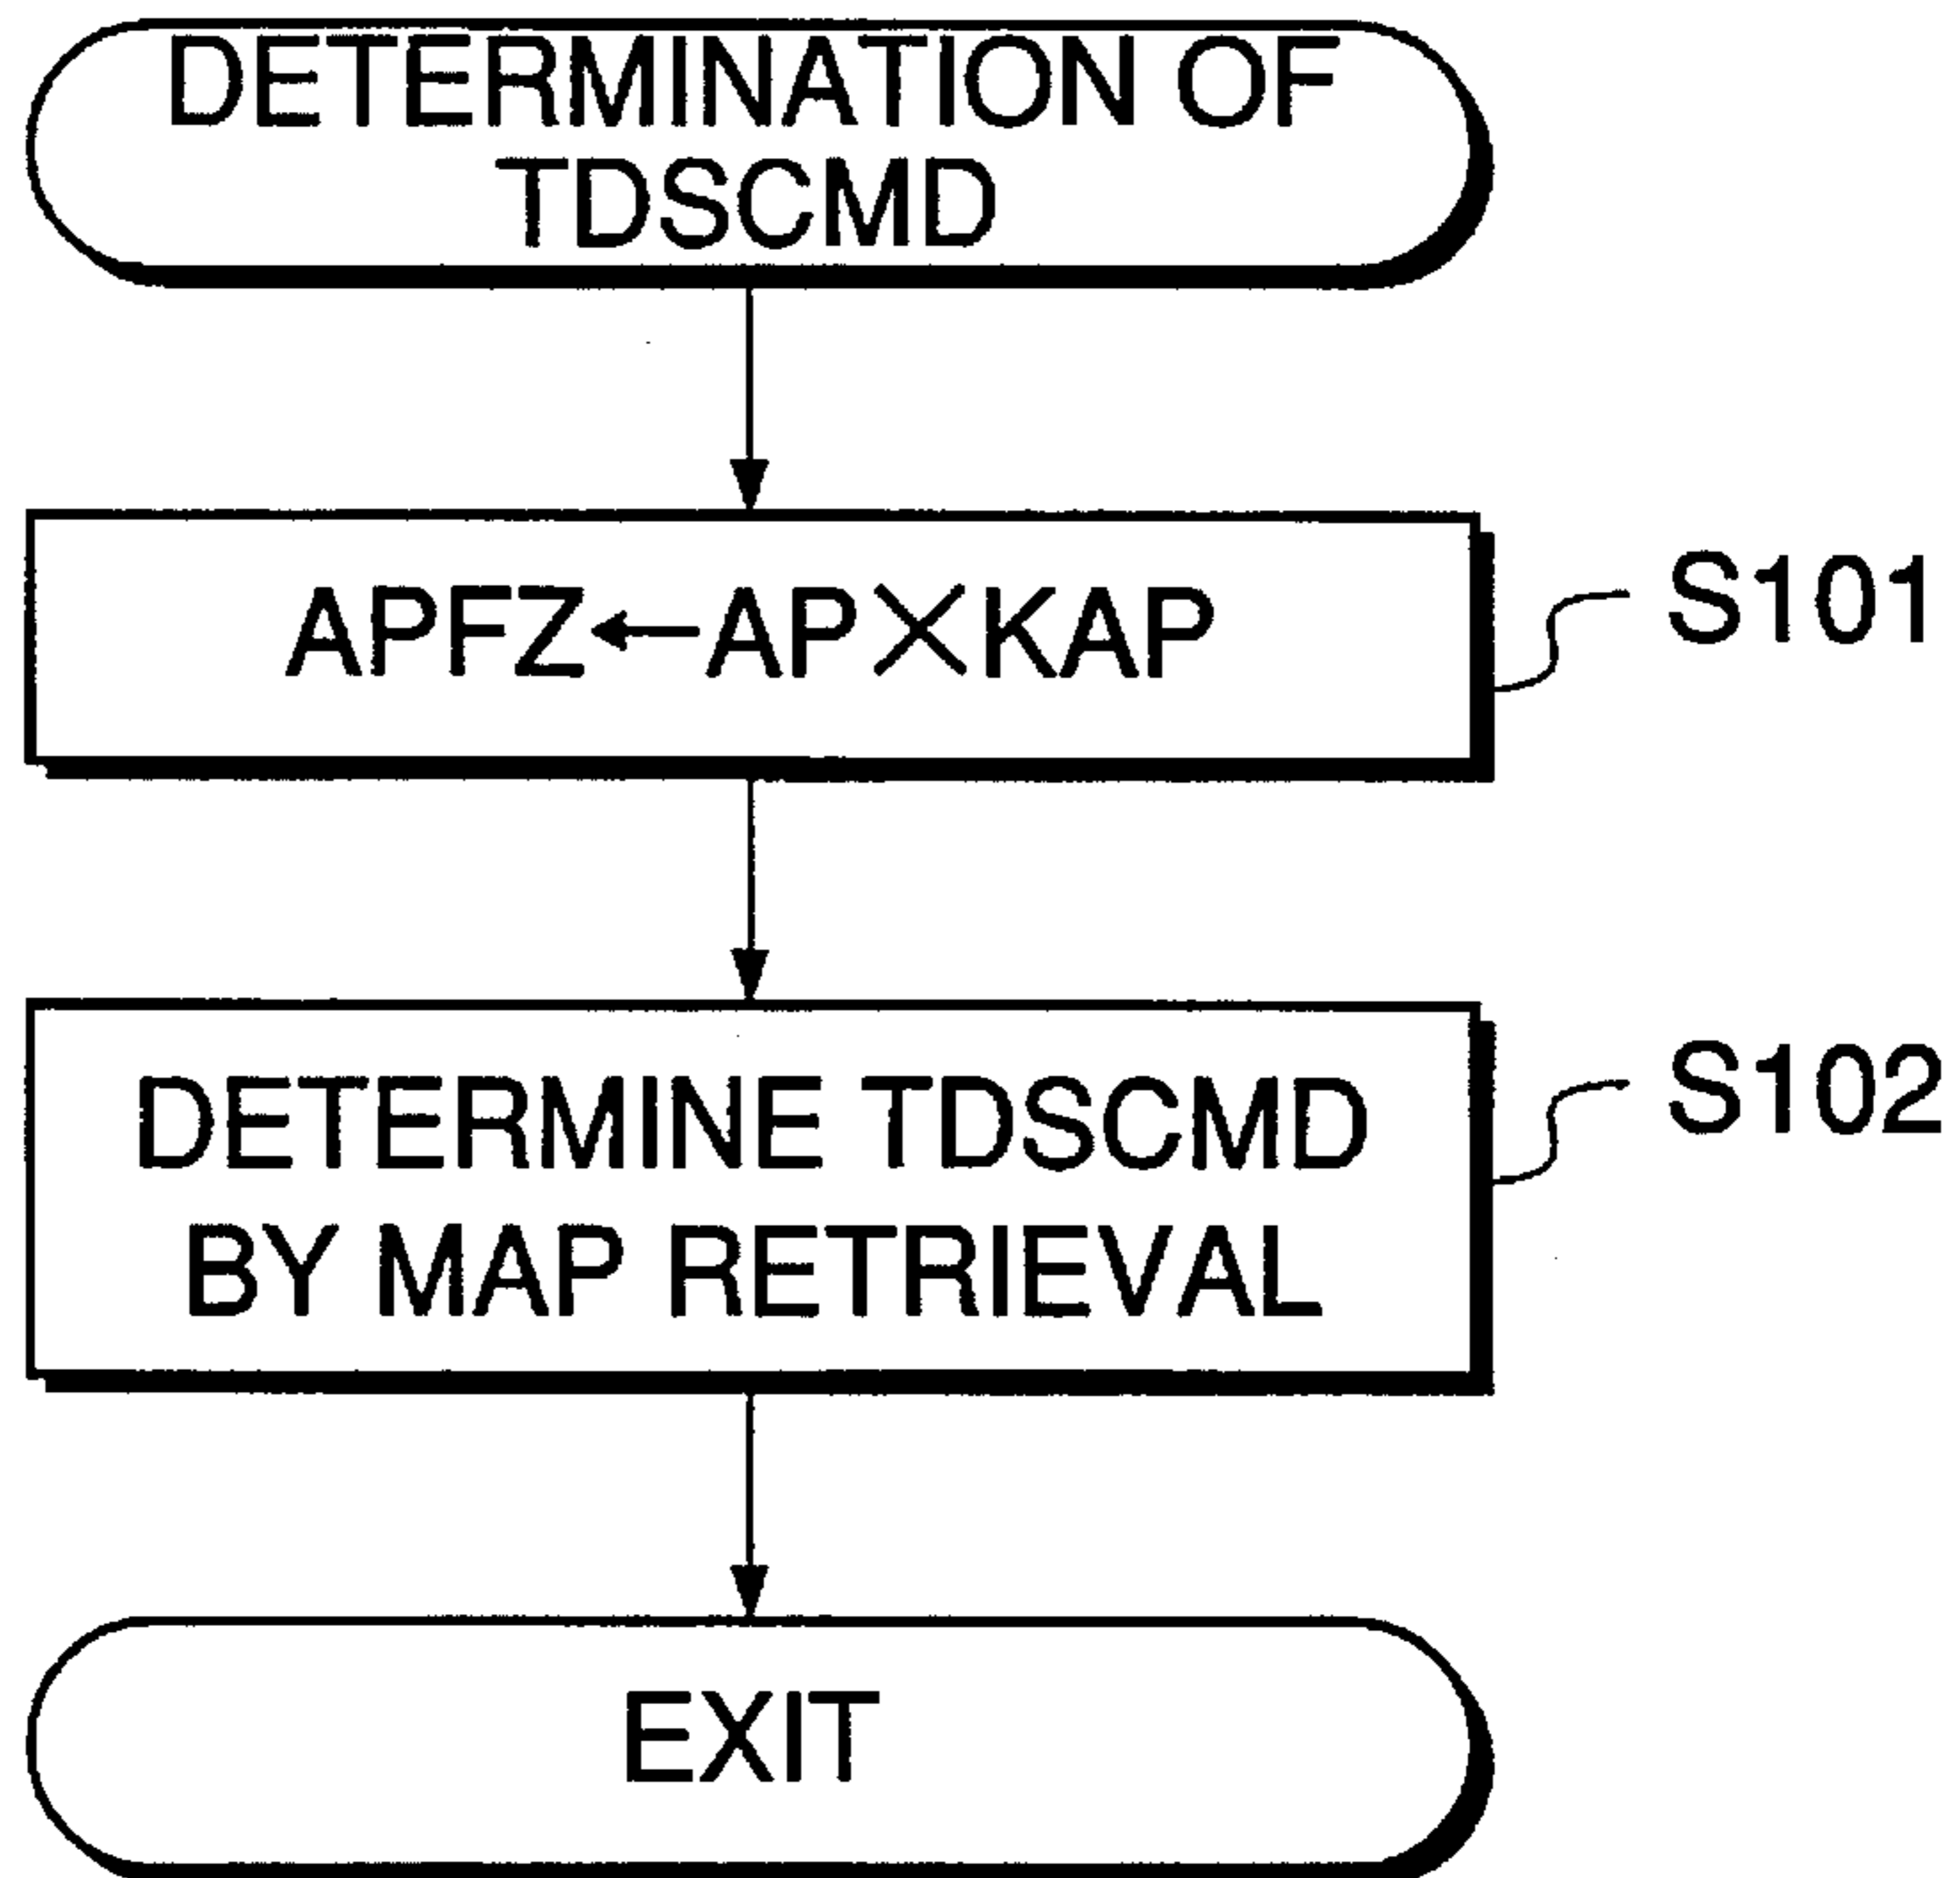 DETERMINATION OF
TDSCMD
APFZ←AP×KAP
S101
DETERMINE TDSCMD
BY MAP RETRIEVAL
S102
EXIT